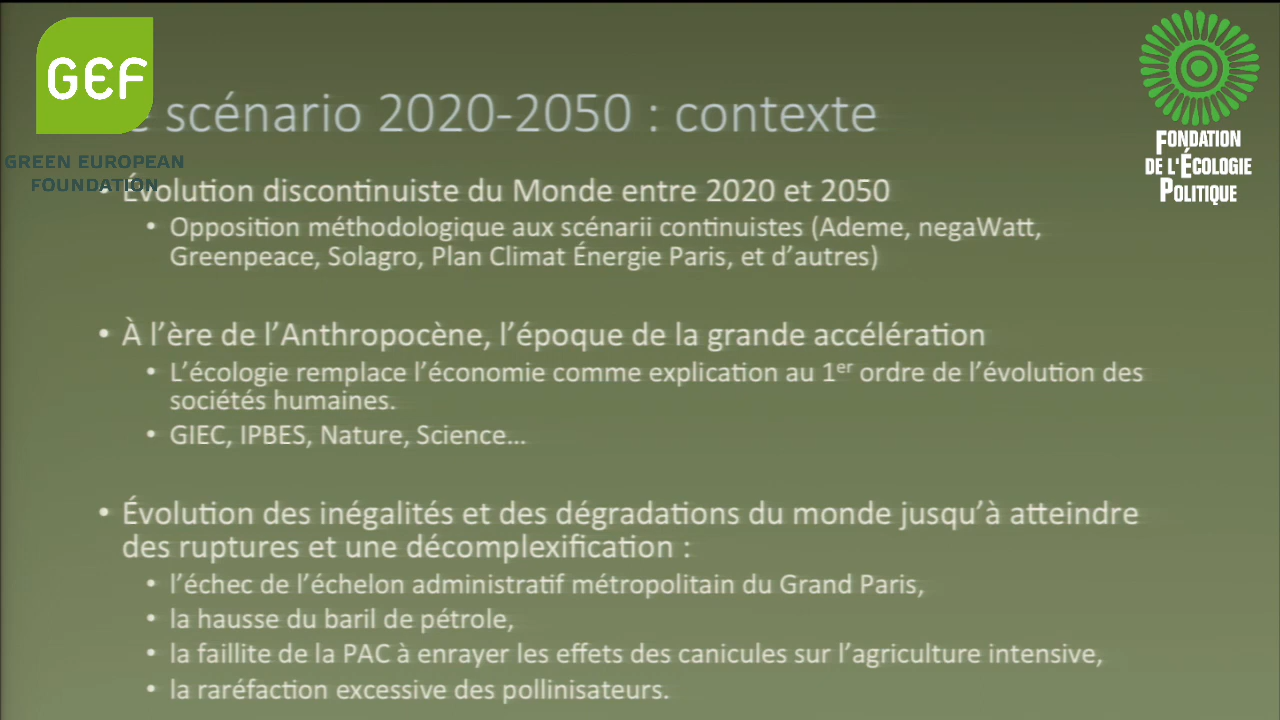 GEF
GREEN EUROPEAN
FOUNDATION
FONDATION
DE L'ÉCOLOGIE
POLITIQUE
scénario 2020-2050 : contexte
• Évolution discontinuiste du Monde entre 2020 et 2050
• Opposition méthodologique aux scénarii continuistes (Ademe, negaWatt,
Greenpeace, Solagro, Plan Climat Énergie Paris, et d’autres)
• À l’ère de l’Anthropocène, l’époque de la grande accélération
• L’écologie remplace l’économie comme explication au 1er ordre de l’évolution des
sociétés humaines.
• GIEC, IPBES, Nature, Science…
• Évolution des inégalités et des dégradations du monde jusqu’à atteindre
des ruptures et une décomplexification :
• l’échec de l’échelon administratif métropolitain du Grand Paris,
• la hausse du baril de pétrole,
• la faillite de la PAC à enrayer les effets des canicules sur l’agriculture intensive,
• la raréfaction excessive des pollinisateurs.